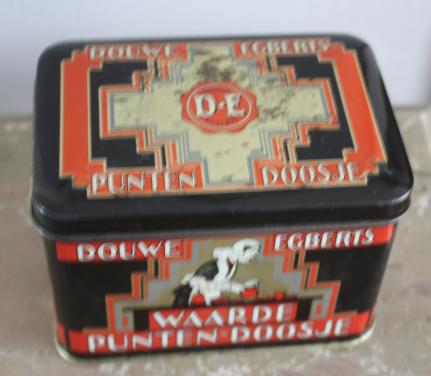 DOUWE EGBERTS
D·E
PUNTEN DOOSJE
DOUWE EGBERTS
WAARDE
PUNTEN-DOOSJE